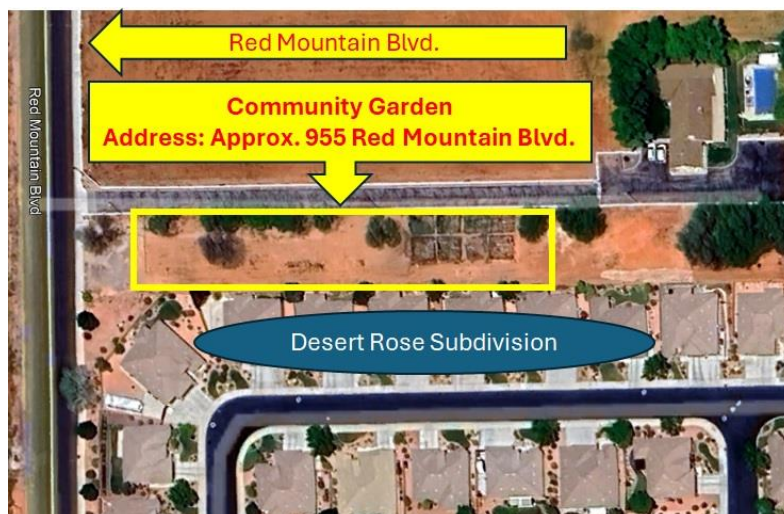 Red Mountain Blvd.
Community Garden
Address: Approx. 955 Red Mountain Blvd.
Red Mountain Blvd
Desert Rose Subdivision